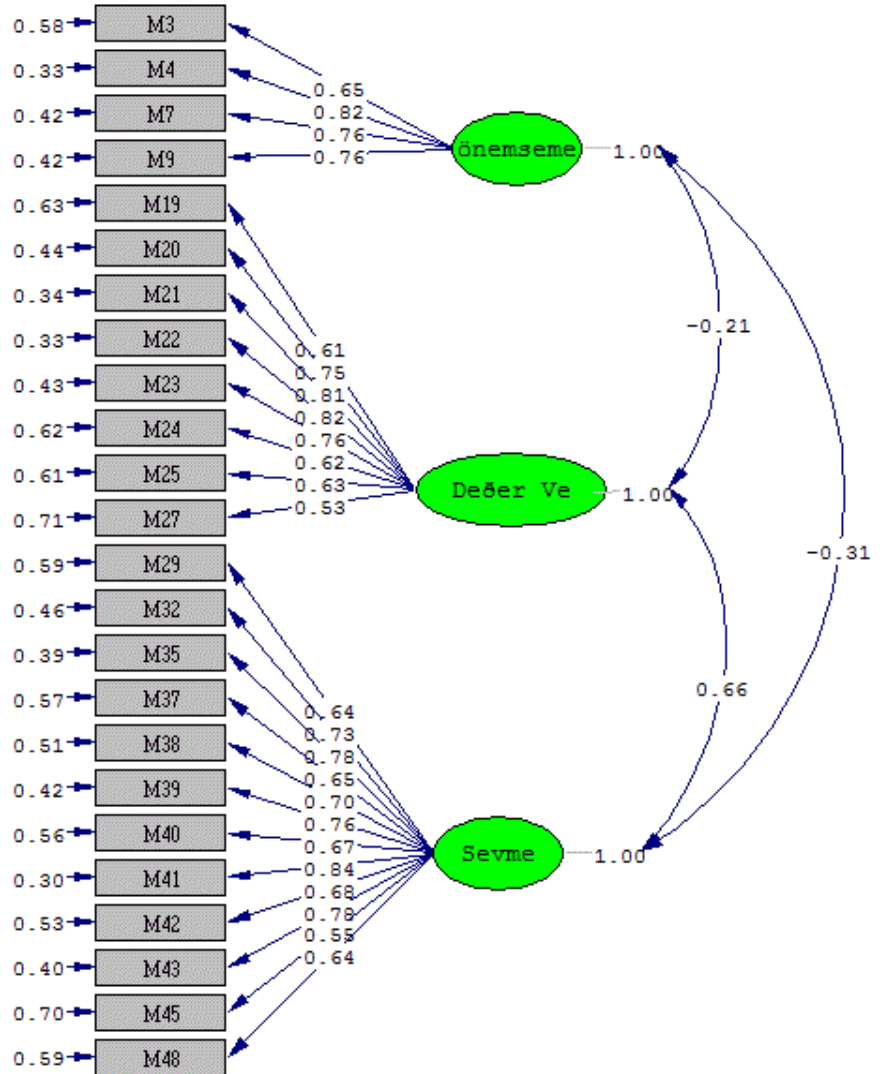 0.58 M3
0.33 M4
0.42 M7
0.42 M9
0.63 M19
0.44 M20
0.34 M21
0.33 M22
0.43 M23
0.62 M24
0.61 M25
0.71 M27
0.59 M29
0.46 M32
0.39 M35
0.57 M37
0.51 M38
0.42 M39
0.56 M40
0.30 M41
0.53 M42
0.40 M43
0.70 M45
0.59 M48
0.65
0.82
0.76
0.76
0.61
0.75
0.81
0.82
0.76
0.62
0.63
0.53
0.64
0.73
0.78
0.65
0.70
0.76
0.67
0.84
0.68
0.78
0.55
0.64
önemseme 1.00
Deðer Ve 1.00
Sevme 1.00
-0.21
-0.31
0.66